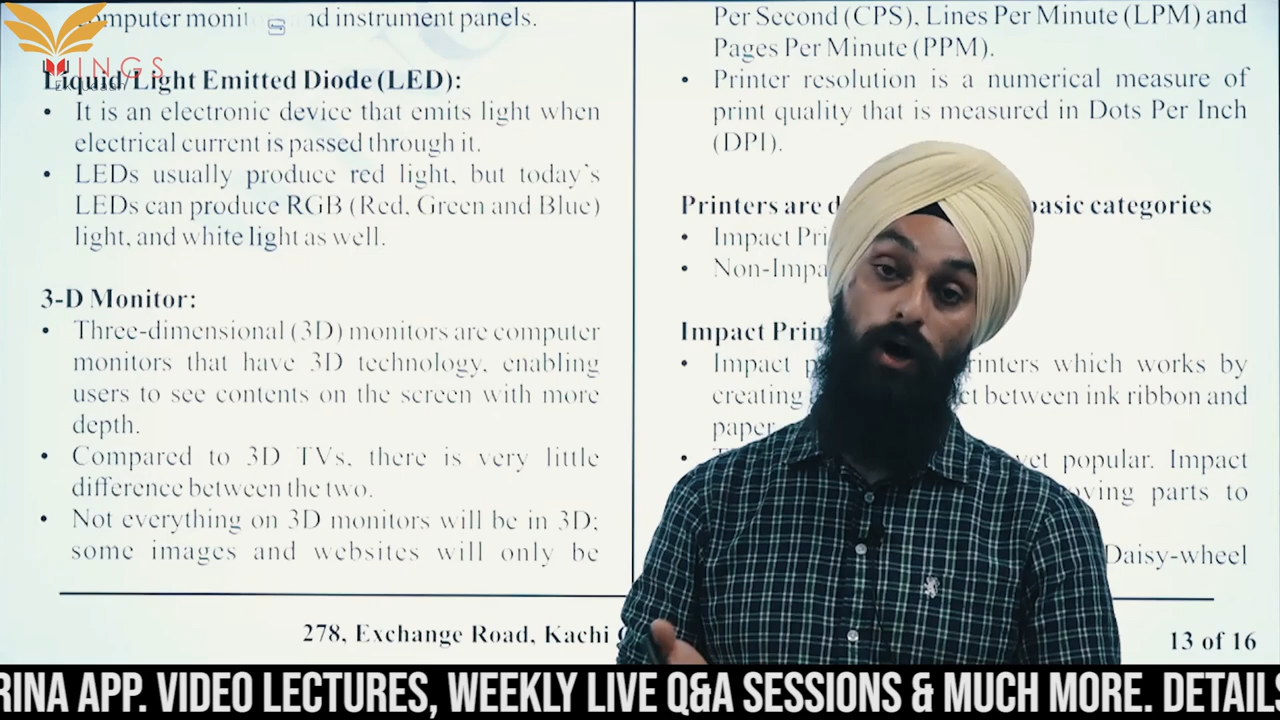 computer monit nd instrument panels.
INGS
Liquid/Light Emitted Diode (LED):
• It is an electronic device that emits light when
electrical current is passed through it.
• LEDs usually produce red light, but today's
LEDs can produce RGB (Red, Green and Blue)
light, and white light as well.
3-D Monitor:
• Three-dimensional (3D) monitors are computer
monitors that have 3D technology, enabling
users to see contents on the screen with more
depth.
• Compared to 3D TVs, there is very little
difference between the two.
• Not everything on 3D monitors will be in 3D;
some images and websites will only be
Per Second (CPS), Lines Per Minute (LPM) and
Pages Per Minute (PPM).
• Printer resolution is a numerical measure of
print quality that is measured in Dots Per Inch
(DPI).
Printers are d basic categories
• Impact Pri
• Non-Impa
Impact Prin
• Impact p rinters which works by
creating ct between ink ribbon and
paper
• yet popular. Impact
oving parts to
Daisy-wheel
278, Exchange Road, Kachi
13 of 16
RINA APP. VIDEO LECTURES, WEEKLY LIVE Q&A SESSIONS & MUCH MORE. DETAILS